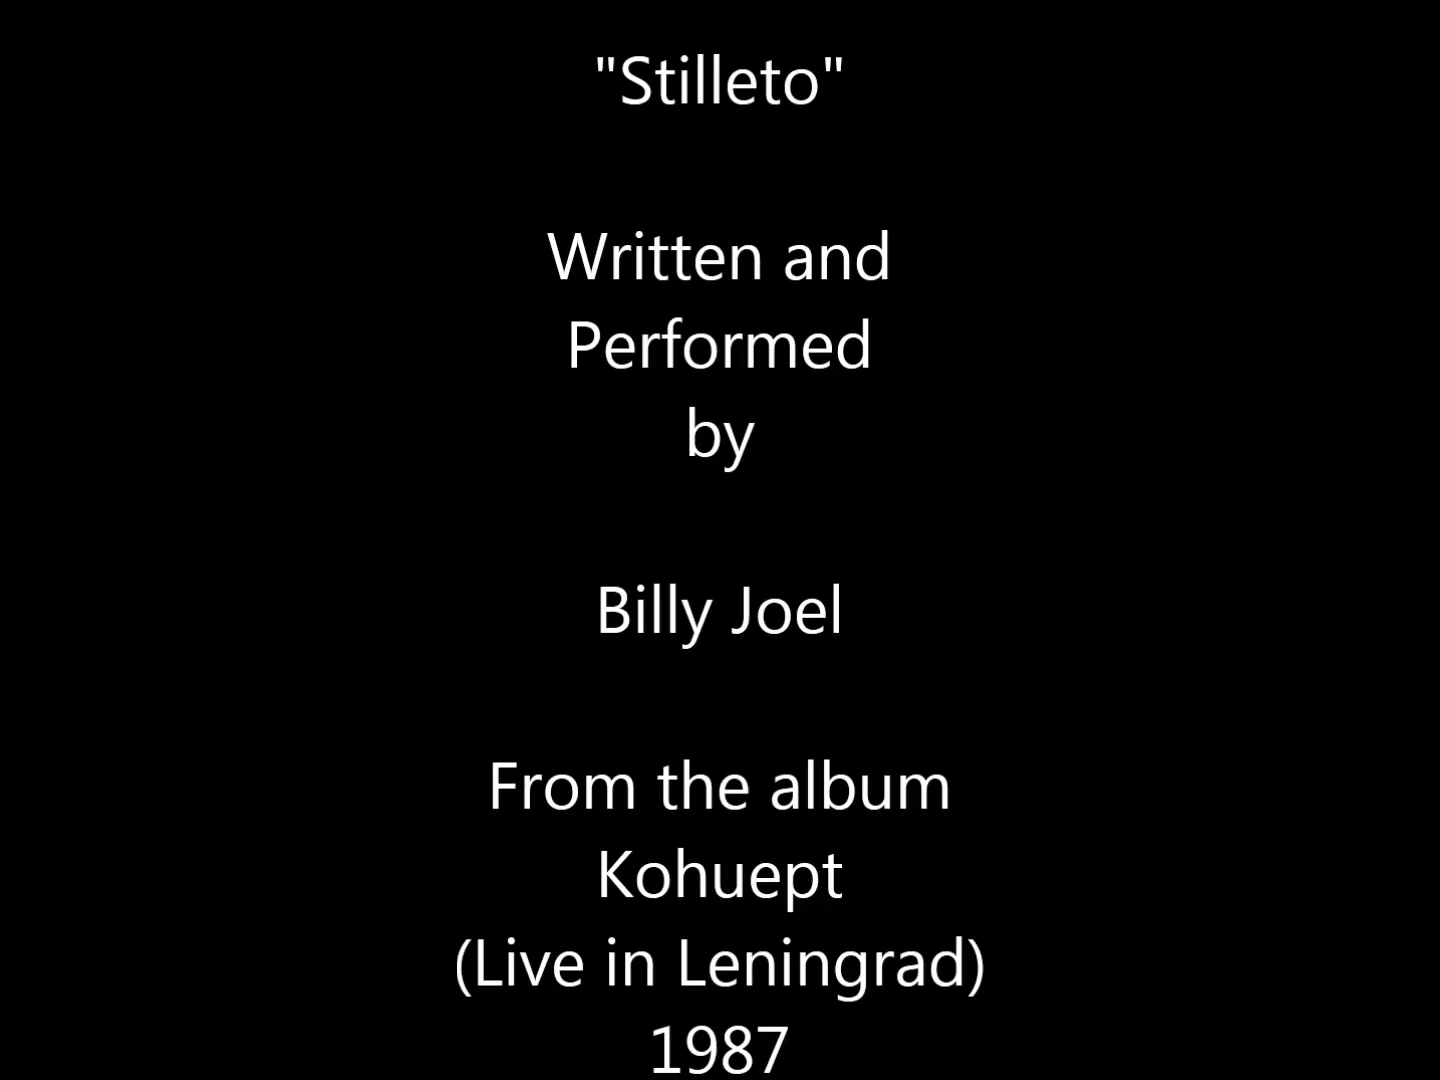 "Stilleto"
Written and
Performed
by
Billy Joel
From the album
Kohuept
(Live in Leningrad)
1987